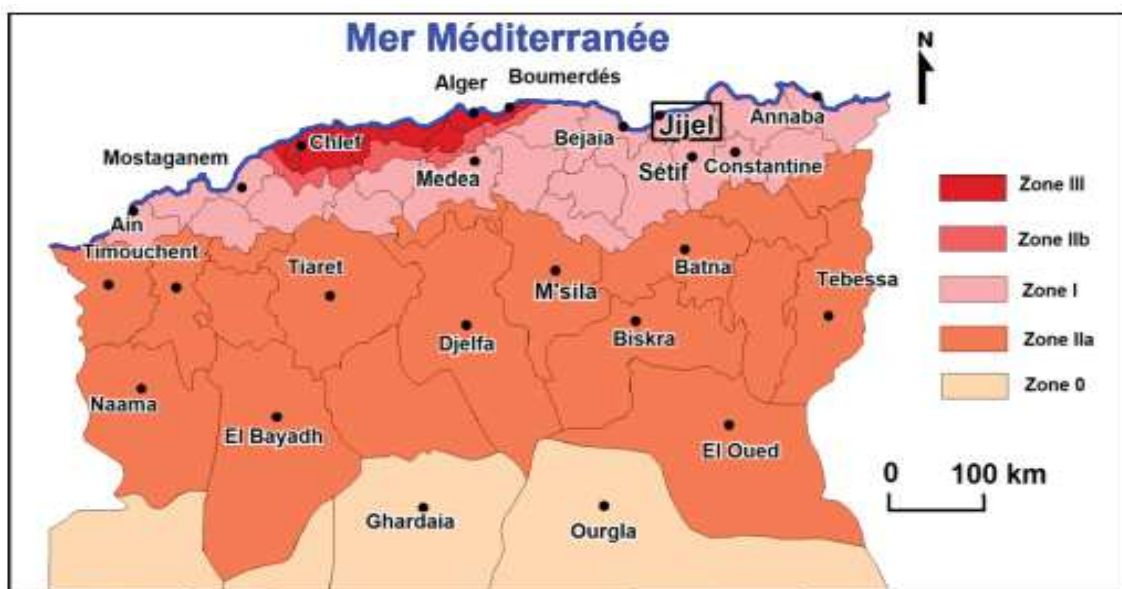 Mer Méditerranée
N
Alger
Boumerdés
Chlef
Bejaia
Jijel
Annaba
Mostaganem
Medea
Sétif
Constantine
Zone III
Ain
Timouchent
Zone IIb
Tiaret
M'sila
Batna
Tebessa
Zone I
Djelfa
Biskra
Zone IIa
Naama
Zone 0
El Bayadh
El Oued
0 100 km
Ghardaia
Ourgla